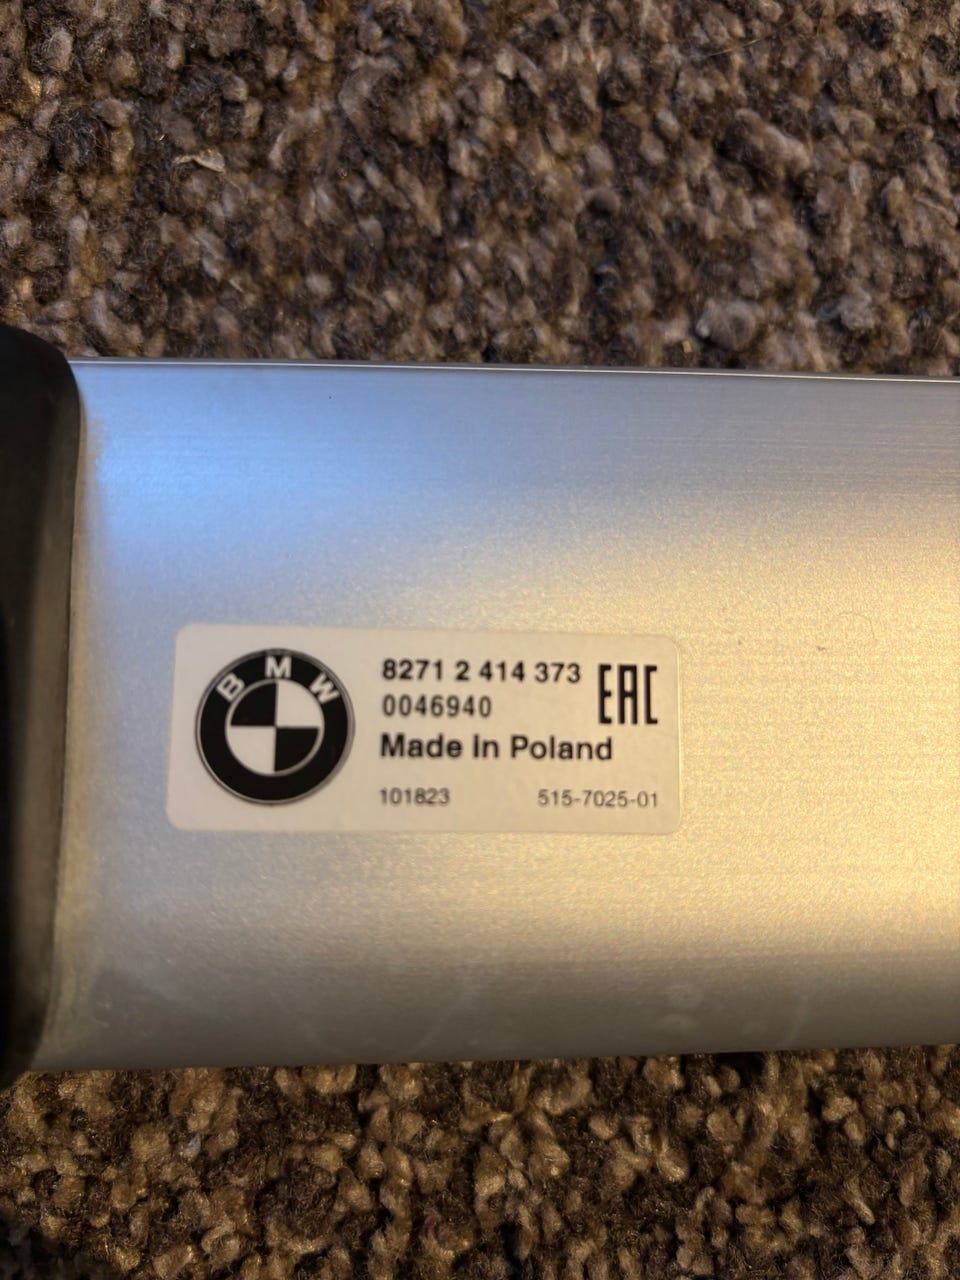 BMW
8271 2 414 373
EAC
0046940
Made in Poland
101823 515-7025-01